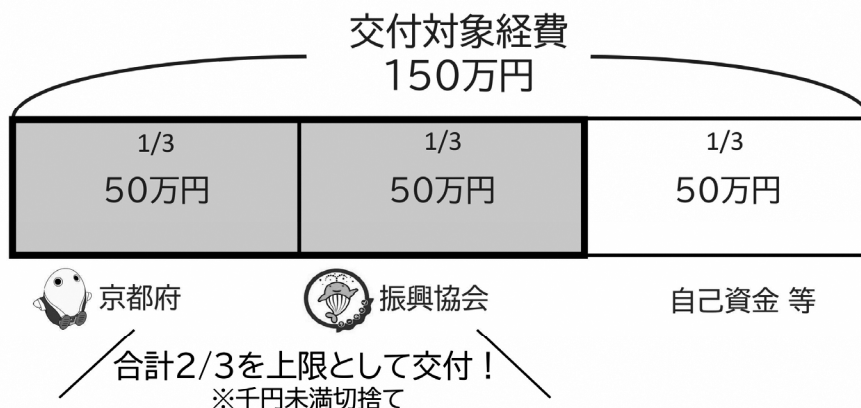 交付対象経費
150万円
1/3 1/3 1/3
50万円 50万円 50万円
京都府 振興協会 自己資金 等
合計2/3を上限として交付！
※千円未満切捨て